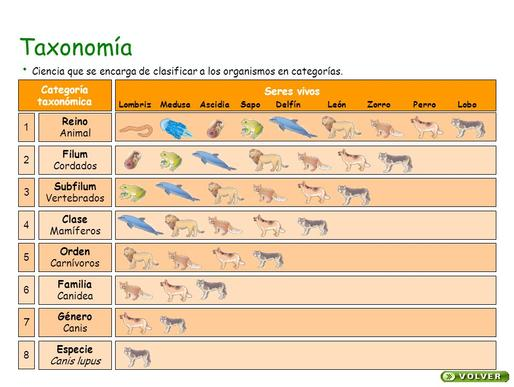 Taxonomía
• Ciencia que se encarga de clasificar a los organismos en categorías.
Categoría
taxonómica
Seres vivos
Lombriz Medusa Ascidia Sapo Delfín León Zorro Perro Lobo
1
Reino
Animal
2
Filum
Cordados
3
Subfilum
Vertebrados
4
Clase
Mamíferos
5
Orden
Carnívoros
6
Familia
Canidea
7
Género
Canis
8
Especie
Canis lupus
VOLVER